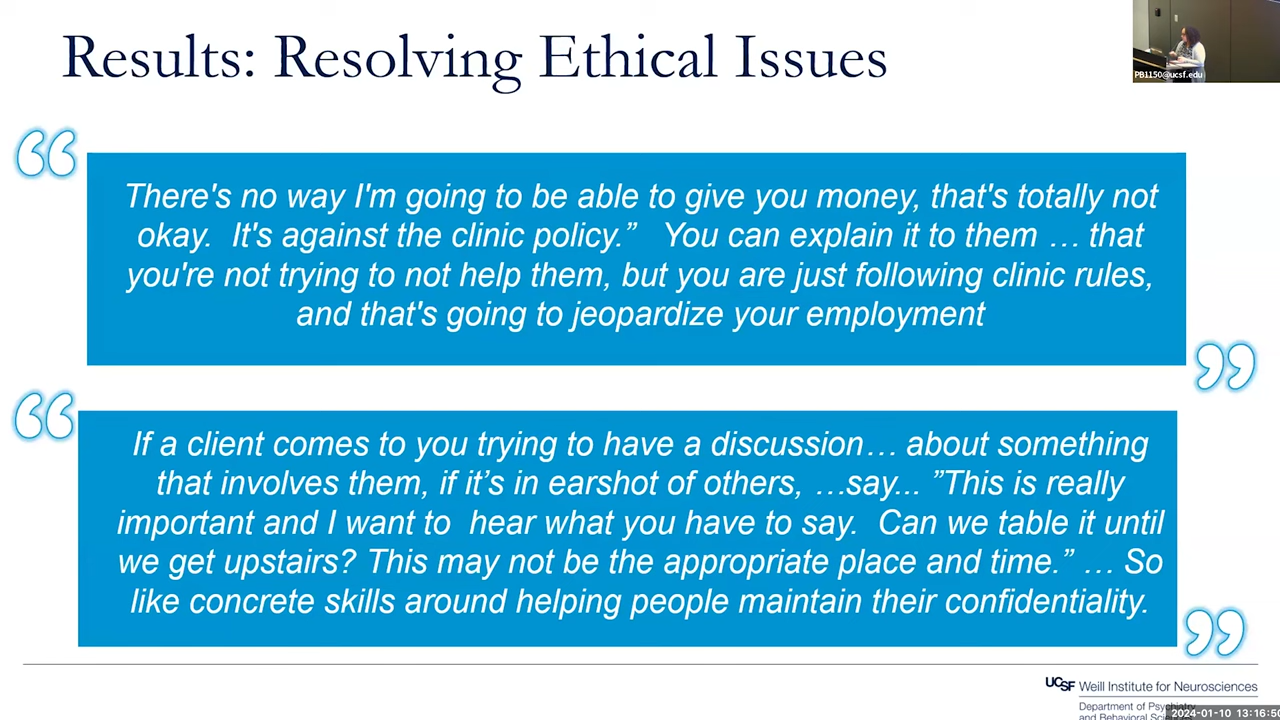 Results: Resolving Ethical Issues
PB1150@ucsf.edu
“
There's no way I'm going to be able to give you money, that's totally not
okay.  It's against the clinic policy.”   You can explain it to them … that
you're not trying to not help them, but you are just following clinic rules,
and that's going to jeopardize your employment
”
“
If a client comes to you trying to have a discussion… about something
that involves them, if it’s in earshot of others, …say... ”This is really
important and I want to  hear what you have to say.  Can we table it until
we get upstairs? This may not be the appropriate place and time.” … So
like concrete skills around helping people maintain their confidentiality.
”
UCSF Weill Institute for Neurosciences
Department of Psychiatry
and Behavioral
2024-01-10 13:16:50